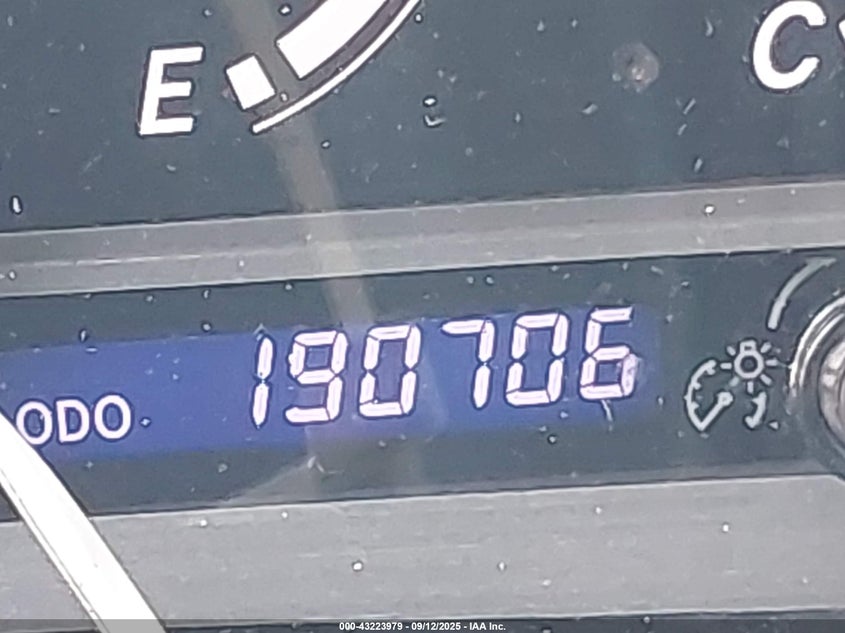 E
C
ODO 190706
000-43223979 - 09/12/2025 - IAA Inc.